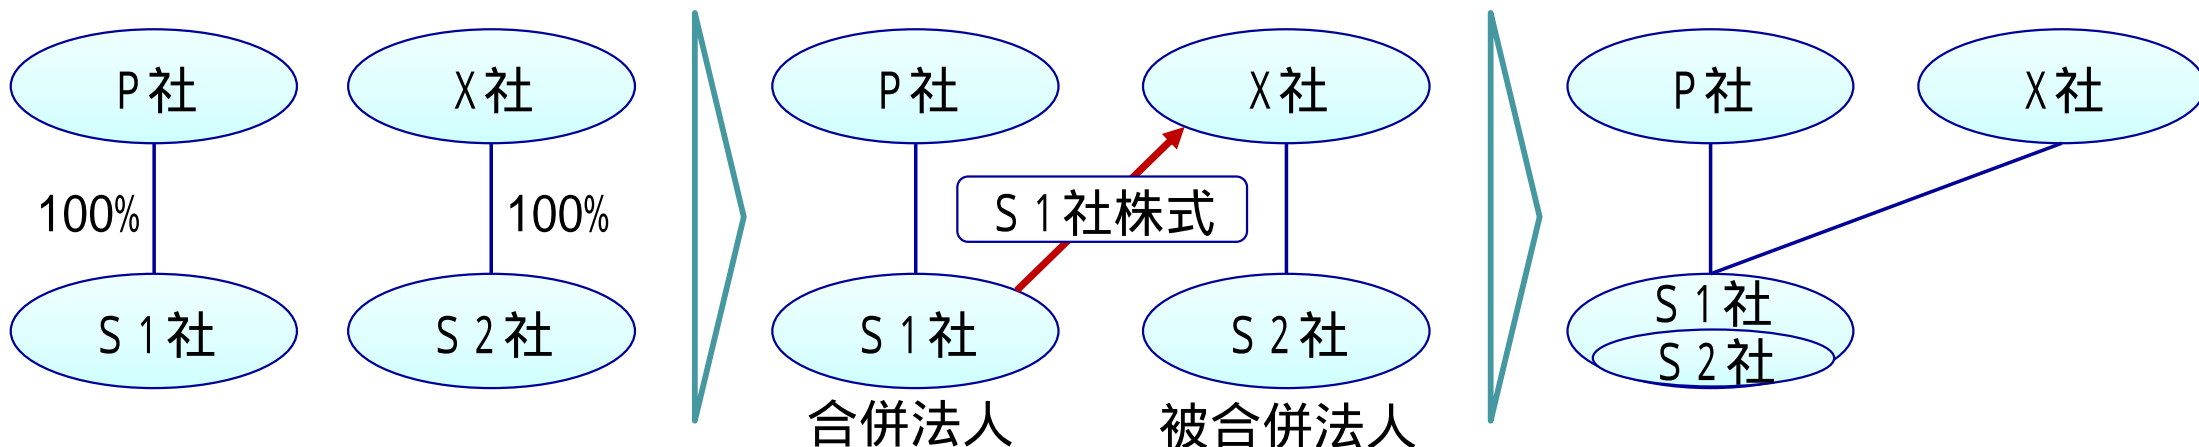 P社
X社
100%
100%
S1社
S2社
P社
X社
S1社株式
S1社
S2社
合併法人
被合併法人
P社
X社
S1社
S2社